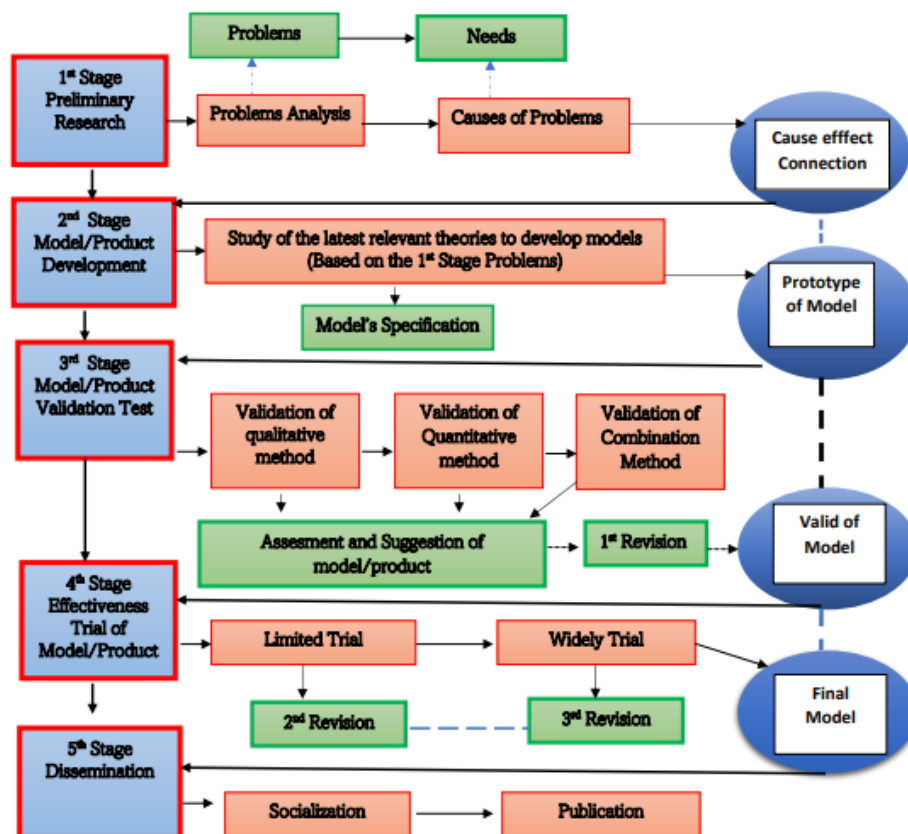 Problems
Needs
1st Stage
Preliminary
Research
Problems Analysis
Causes of Problems
Cause efffect
Connection
2nd Stage
Model/Product
Development
Study of the latest relevant theories to develop models
(Based on the 1st Stage Problems)
Prototype
of Model
Model's Specification
3rd Stage
Model/Product
Validation Test
Validation of
qualitative
method
Validation of
Quantitative
method
Validation of
Combination
Method
Assesment and Suggestion of
model/product
1st Revision
Valid of
Model
4th Stage
Effectiveness
Trial of
Model/Product
Limited Trial
Widely Trial
Final
Model
2nd Revision
3rd Revision
5th Stage
Dissemination
Socialization
Publication